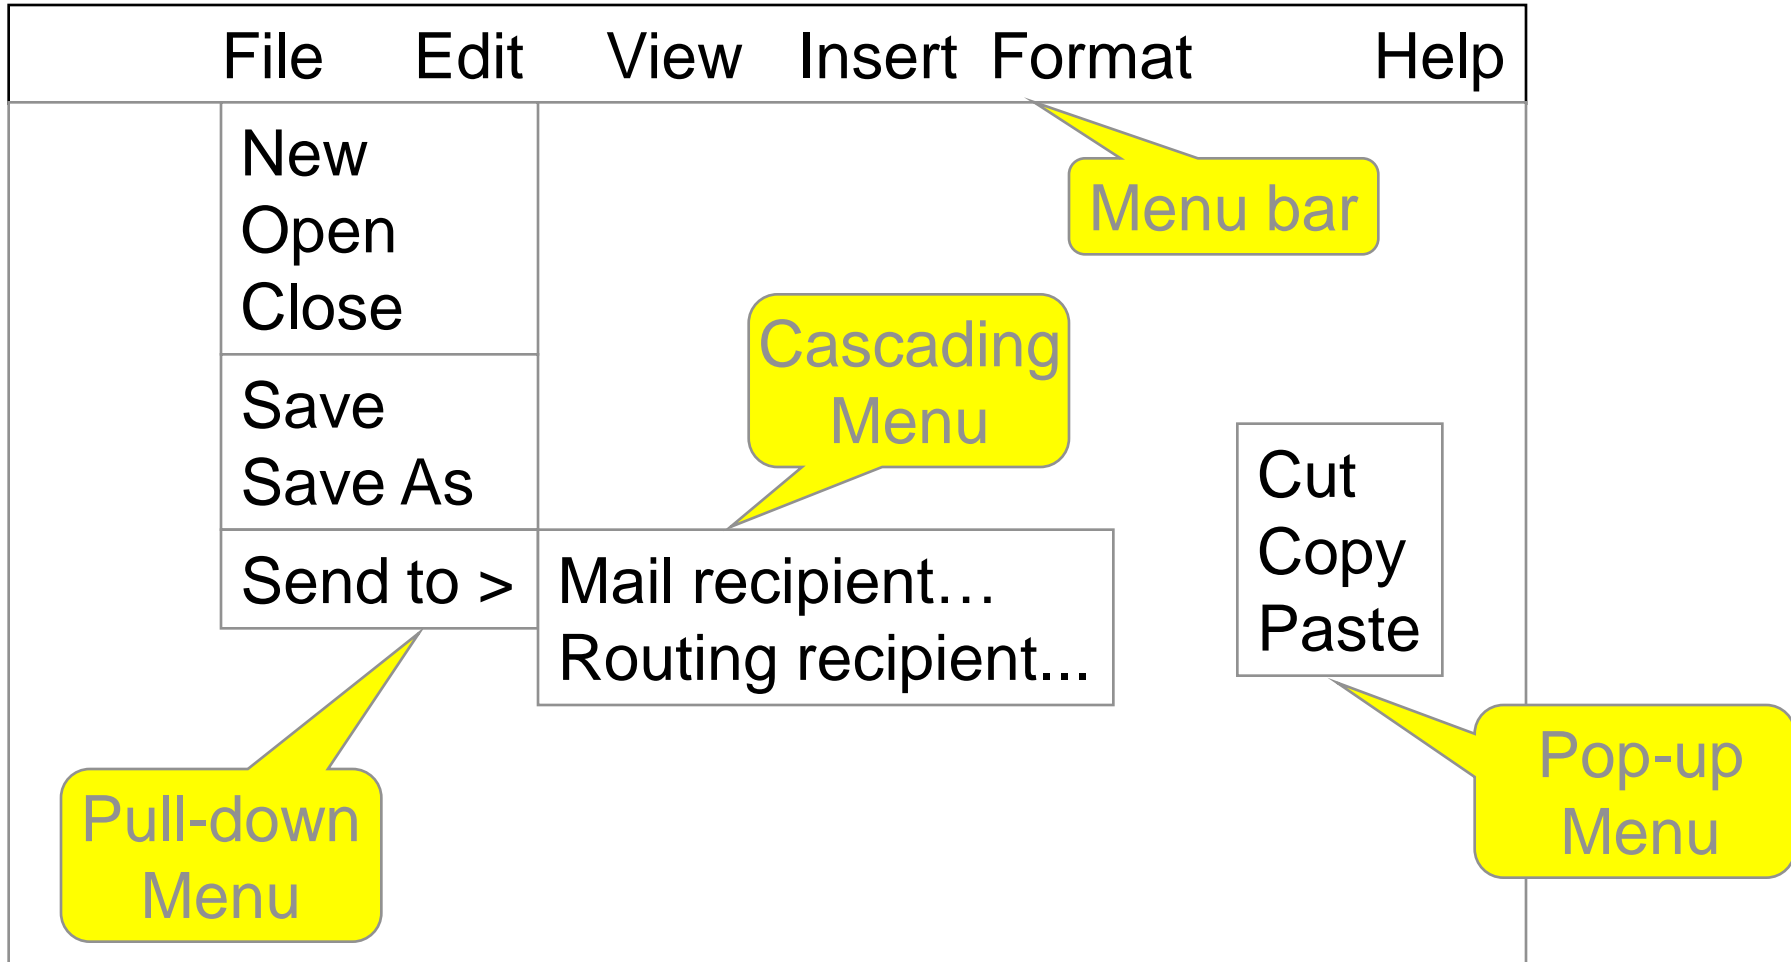 File Edit View Insert Format Help
New
Open
Close
Save
Save As
Send to >
Mail recipient…
Routing recipient...
Cut
Copy
Paste
Menu bar
Cascading
Menu
Pull-down
Menu
Pop-up
Menu